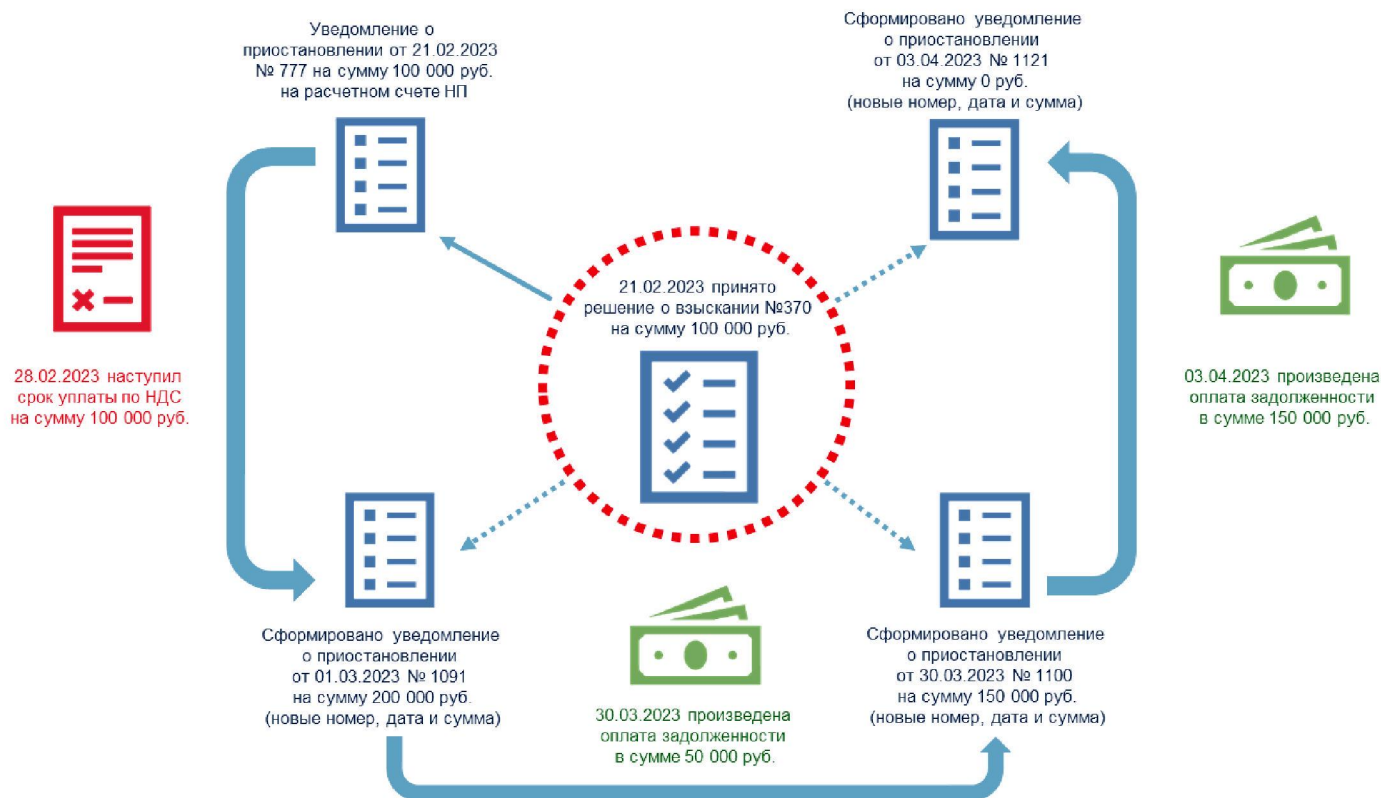 Уведомление о
приостановлении от 21.02.2023
№ 777 на сумму 100 000 руб.
на расчетном счете НП
Сформировано уведомление
о приостановлении
от 03.04.2023 № 1121
на сумму 0 руб.
(новые номер, дата и сумма)
21.02.2023 принято
решение о взыскании №370
на сумму 100 000 руб.
28.02.2023 наступил
срок уплаты по НДС
на сумму 100 000 руб.
03.04.2023 произведена
оплата задолженности
в сумме 150 000 руб.
Сформировано уведомление
о приостановлении
от 01.03.2023 № 1091
на сумму 200 000 руб.
(новые номер, дата и сумма)
30.03.2023 произведена
оплата задолженности
в сумме 50 000 руб.
Сформировано уведомление
о приостановлении
от 30.03.2023 № 1100
на сумму 150 000 руб.
(новые номер, дата и сумма)